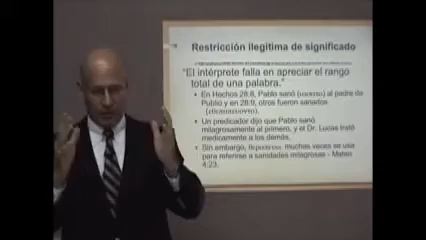 Restricción ilegítima de significado
"El intérprete falla en apreciar el rango
total de una palabra."
En Hechos 28.8, Pablo sanó al padre de
Publio y en 28.9, otros fueron sanados
Un predicador dijo que Pablo sanó
milagrosamente al primero, y el Dr. Lucas trató
medicamente a los demás.
Sin embargo, muchas veces se usa
para referirse a sanidades milagrosas - Mateo
4.23.